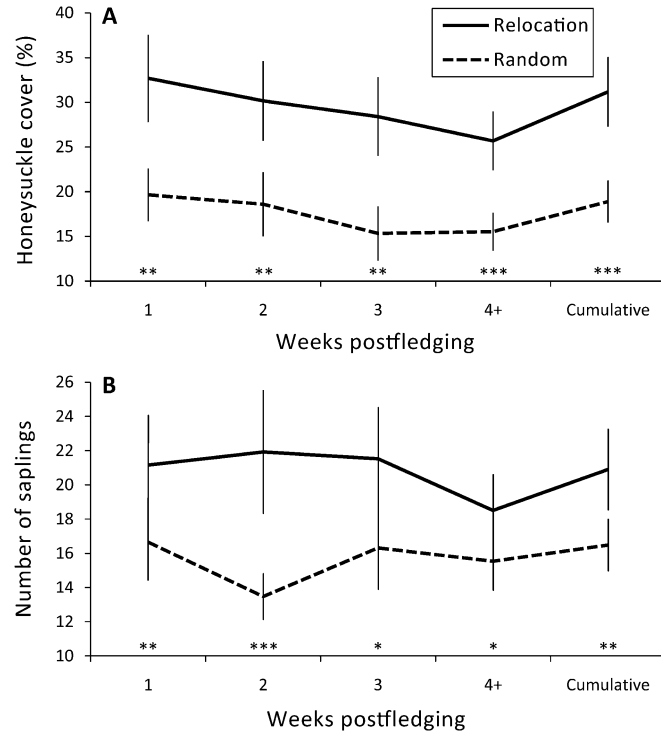 A
Relocation
Random
Honeysuckle cover (%)
40
35
30
25
20
15
10
** ** ** *** ***
1 2 3 4+ Cumulative
Weeks postfledging
B
Number of saplings
26
24
22
20
18
16
14
12
10
** *** * * **
1 2 3 4+ Cumulative
Weeks postfledging